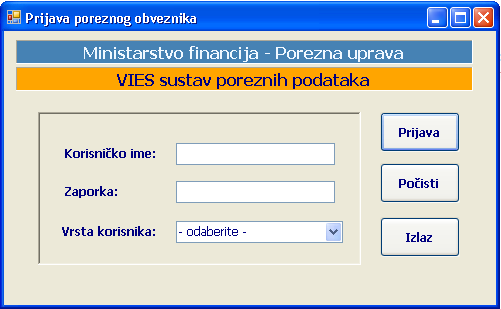 Prijava poreznog obveznika
Ministarstvo financija - Porezna uprava
VIES sustav poreznih podataka
Korisničko ime:
Prijava
Zaporka:
Počisti
Vrsta korisnika:
- odaberite -
Izlaz